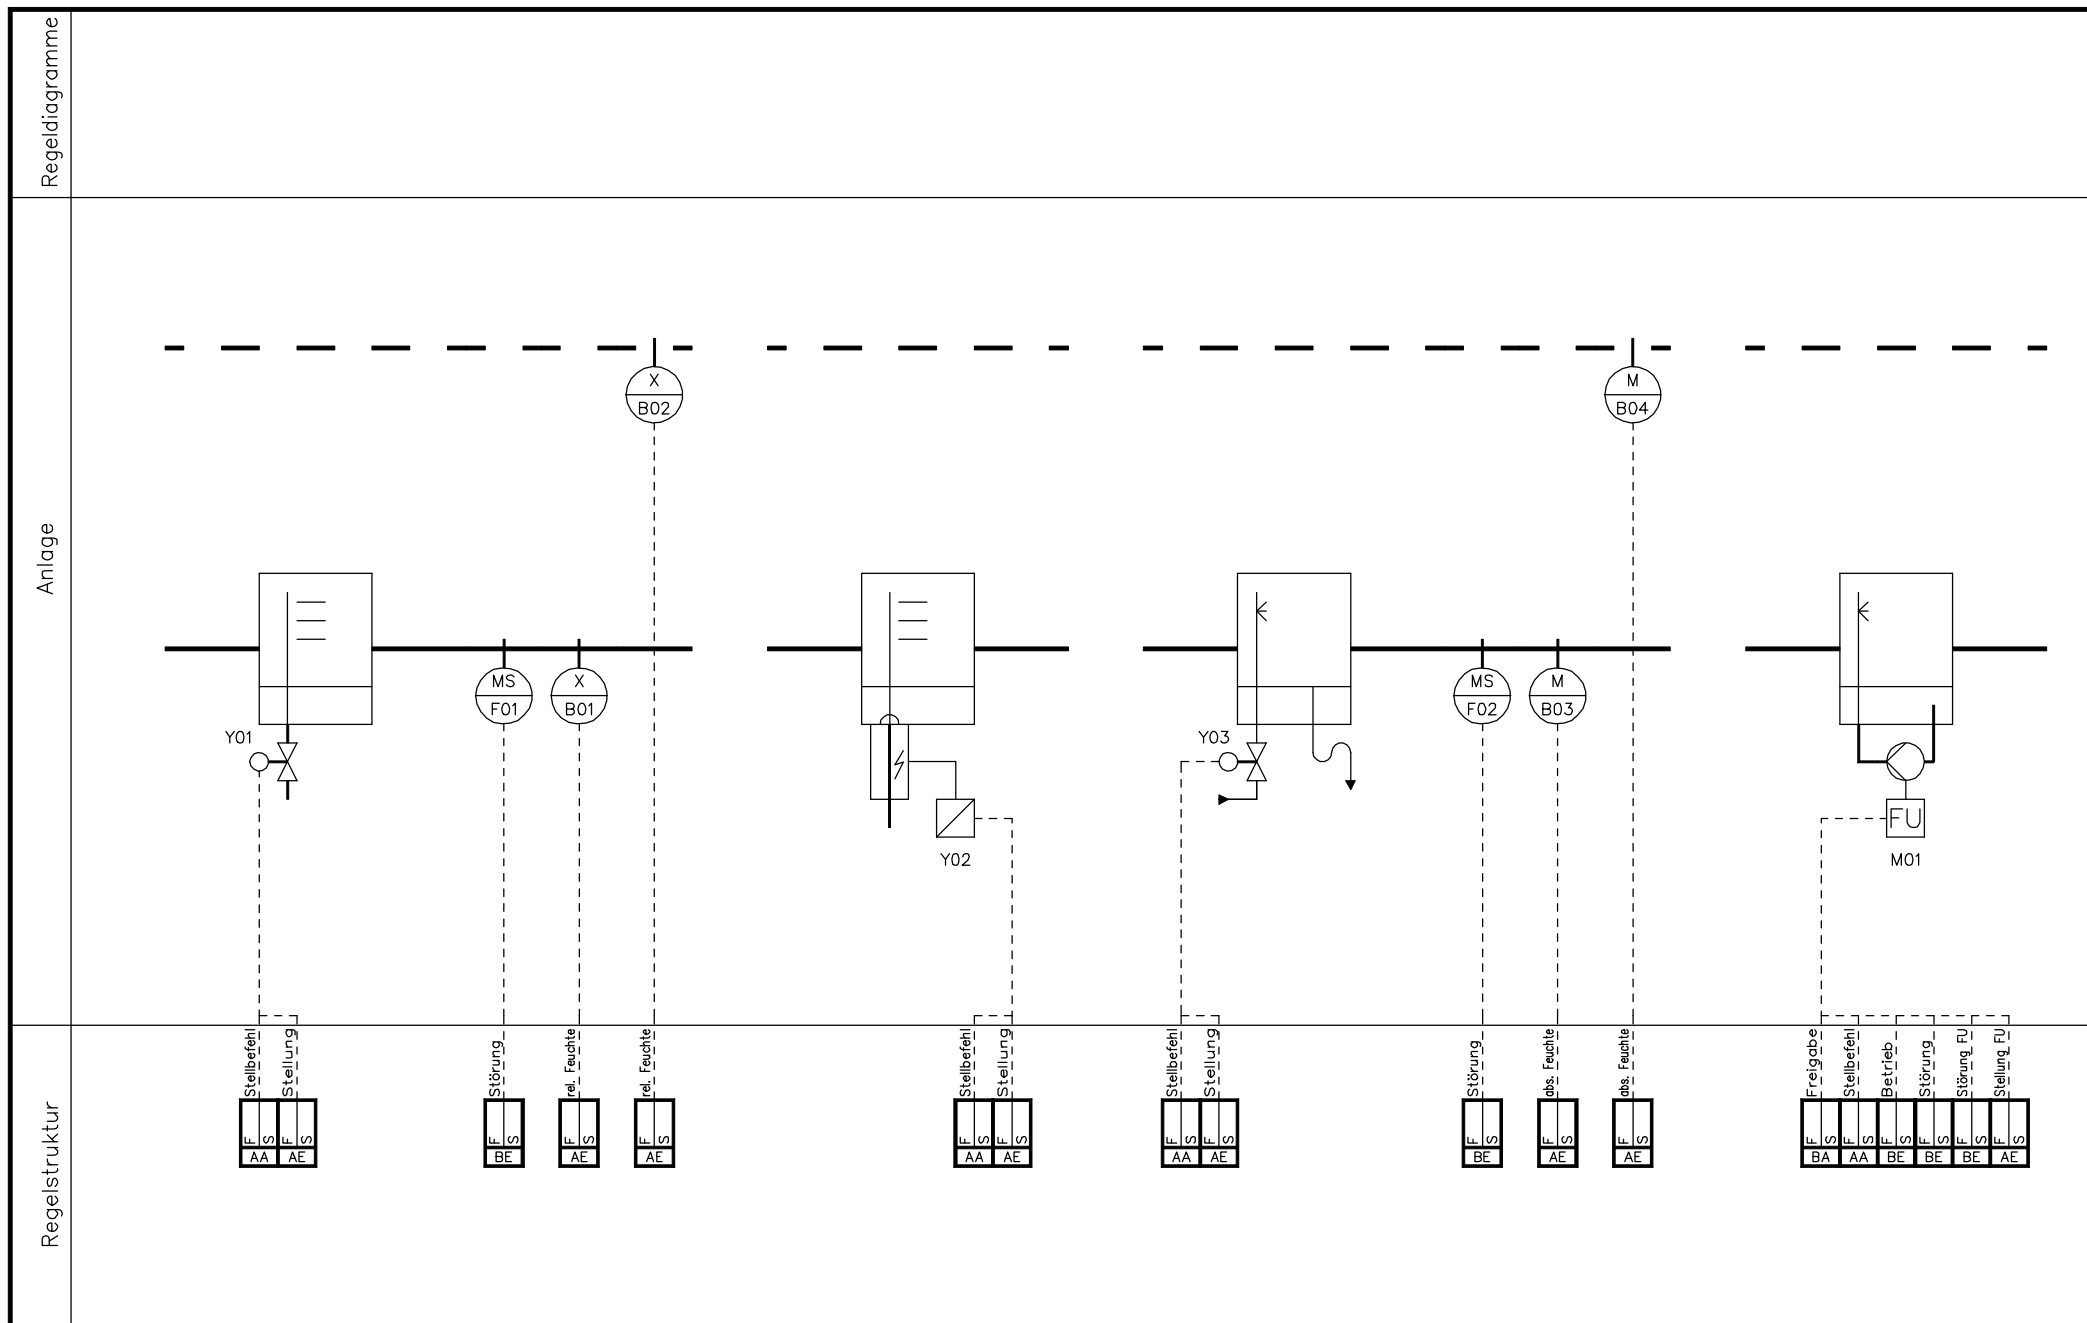 Regeldiagramme
Anlage
X
B02
M
B04
MS
F01
X
B01
MS
F02
M
B03
Y01
Y03
Y02
FU
M01
Stellbefehl
Stellung
Störung
rel. Feuchte
rel. Feuchte
Stellbefehl
Stellung
Stellbefehl
Stellung
Störung
abs. Feuchte
abs. Feuchte
Freigabe
Stellbefehl
Betrieb
Störung
Störung FU
Stellung FU
Regelstruktur
F S F S F S F S F S F S F S F S F S F S F S F S F S F S F S F S F S F S
AA AE BE AE AE AA AE AA AE BE AE AE BA AA BE BE BE AE